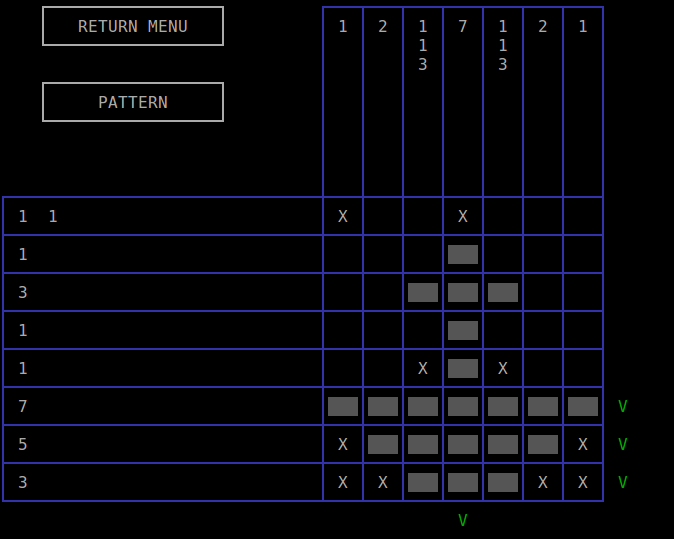 RETURN MENU
1 2 1 7 1 2 1
1 1
3 3
PATTERN
1 1 X X
1
3
1
1 X X
7 V
5 X X V
3 X X X X V
V